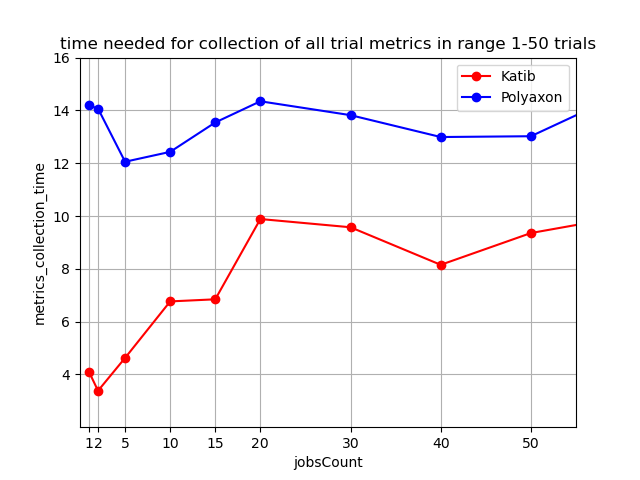 time needed for collection of all trial metrics in range 1-50 trials
Katib
Polyaxon
metrics_collection_time
16
14
12
10
8
6
4
1 2 5 10 15 20 30 40 50
jobsCount